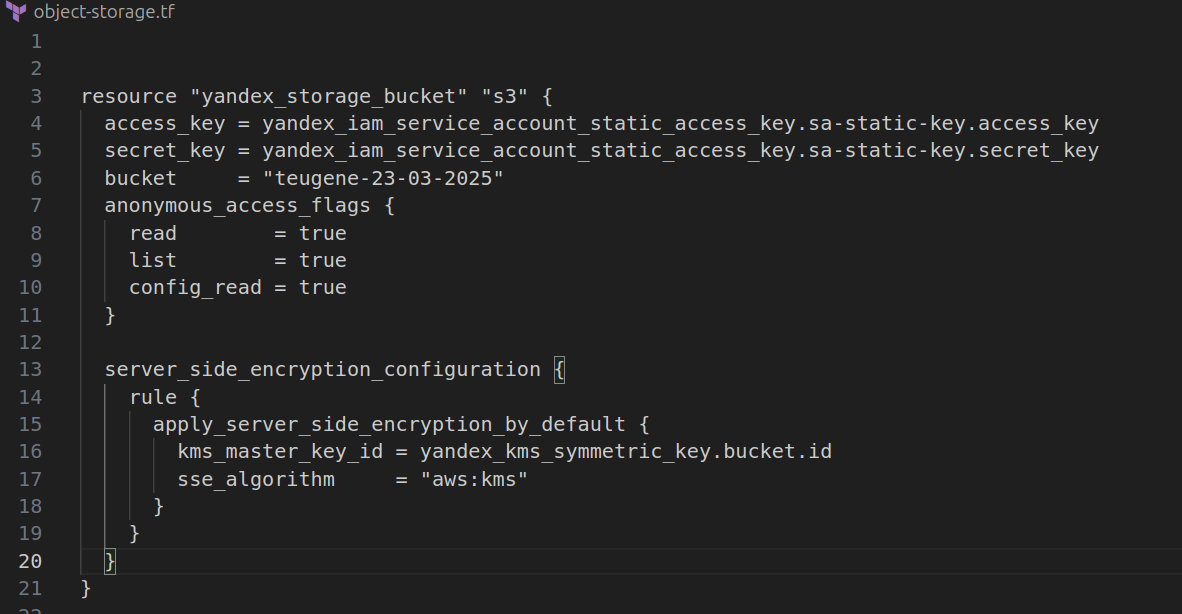 object-storage.tf
1
2
3 resource "yandex_storage_bucket" "s3" {
4   access_key = yandex_iam_service_account_static_access_key.sa-static-key.access_key
5   secret_key = yandex_iam_service_account_static_access_key.sa-static-key.secret_key
6   bucket     = "teugene-23-03-2025"
7   anonymous_access_flags {
8     read        = true
9     list        = true
10     config_read = true
11   }
12
13   server_side_encryption_configuration {
14     rule {
15       apply_server_side_encryption_by_default {
16         kms_master_key_id = yandex_kms_symmetric_key.bucket.id
17         sse_algorithm     = "aws:kms"
18       }
19     }
20   }
21 }